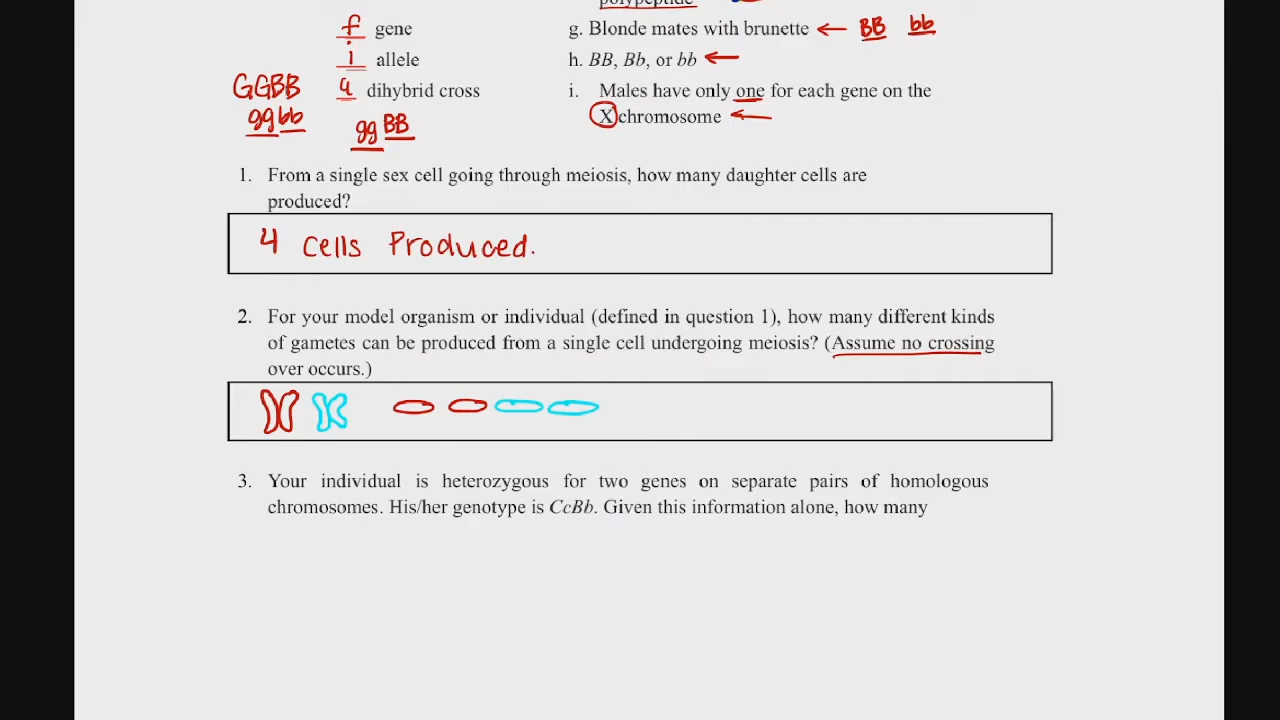 polypeptide
f gene
g. Blonde mates with brunette ← BB bb
i allele
h. BB, Bb, or bb ←
GGBB
a dihybrid cross
i. Males have only one for each gene on the
X chromosome ←
ggbb
gg BB
1. From a single sex cell going through meiosis, how many daughter cells are
produced?
4 cells Produced.
2. For your model organism or individual (defined in question 1), how many different kinds
of gametes can be produced from a single cell undergoing meiosis? (Assume no crossing
over occurs.)
3. Your individual is heterozygous for two genes on separate pairs of homologous
chromosomes. His/her genotype is CcBb. Given this information alone, how many